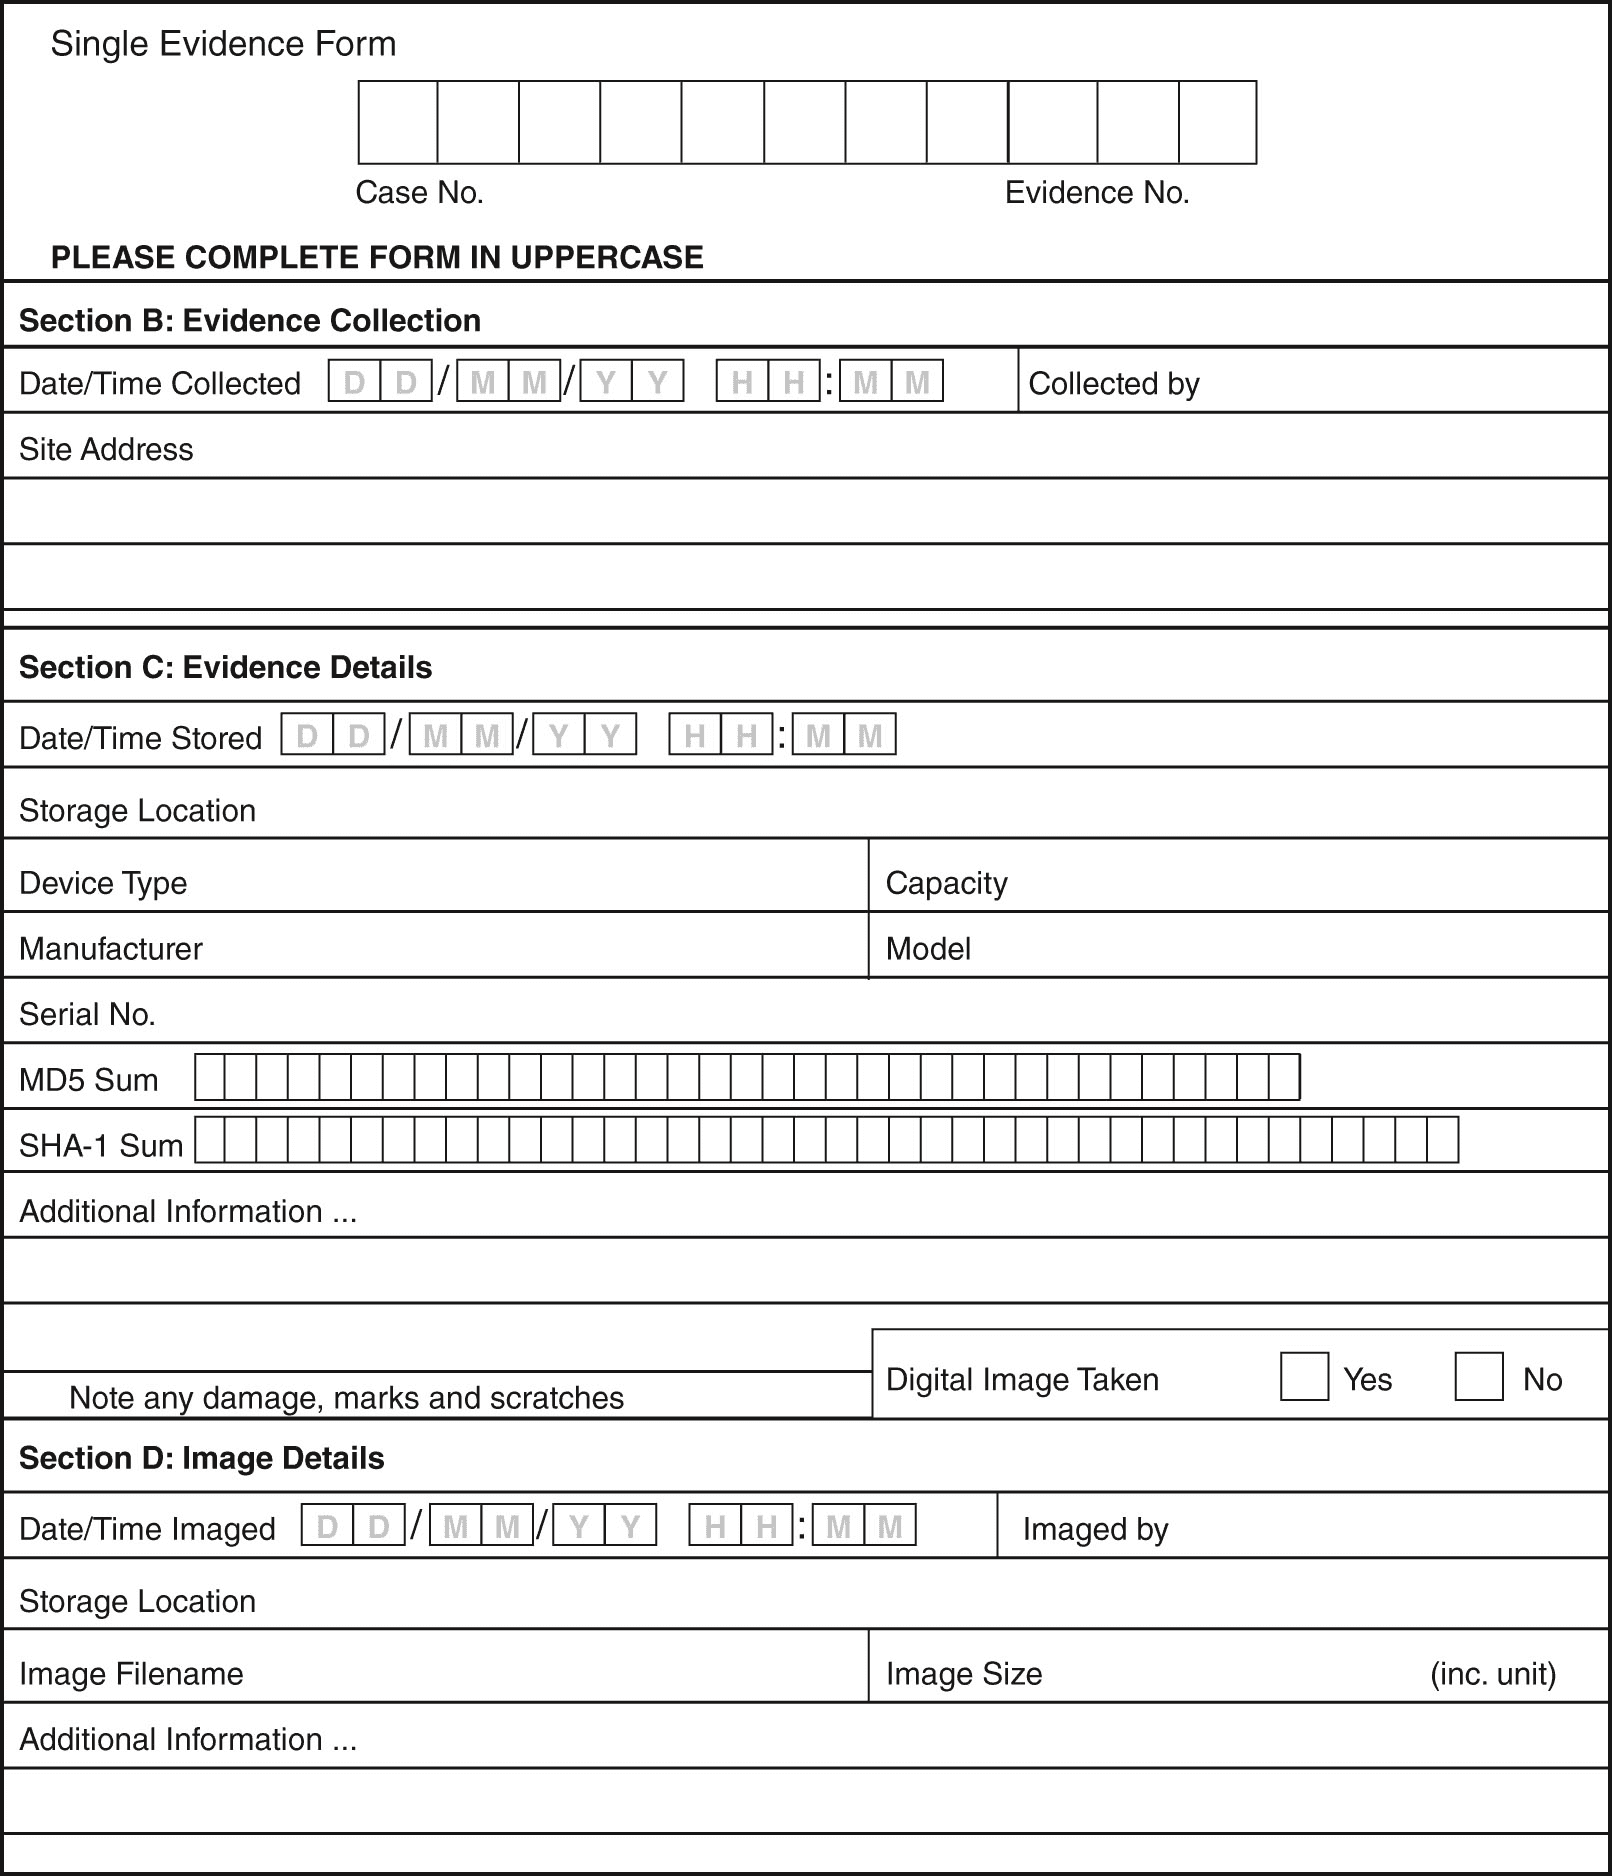 Single Evidence Form
Case No. Evidence No.
PLEASE COMPLETE FORM IN UPPERCASE
Section B: Evidence Collection
Date/Time Collected D D / M M / Y Y H H : M M Collected by
Site Address
Section C: Evidence Details
Date/Time Stored D D / M M / Y Y H H : M M
Storage Location
Device Type Capacity
Manufacturer Model
Serial No.
MD5 Sum
SHA-1 Sum
Additional Information ...
Digital Image Taken Yes No
Note any damage, marks and scratches
Section D: Image Details
Date/Time Imaged D D / M M / Y Y H H : M M Imaged by
Storage Location
Image Filename Image Size (inc. unit)
Additional Information ...